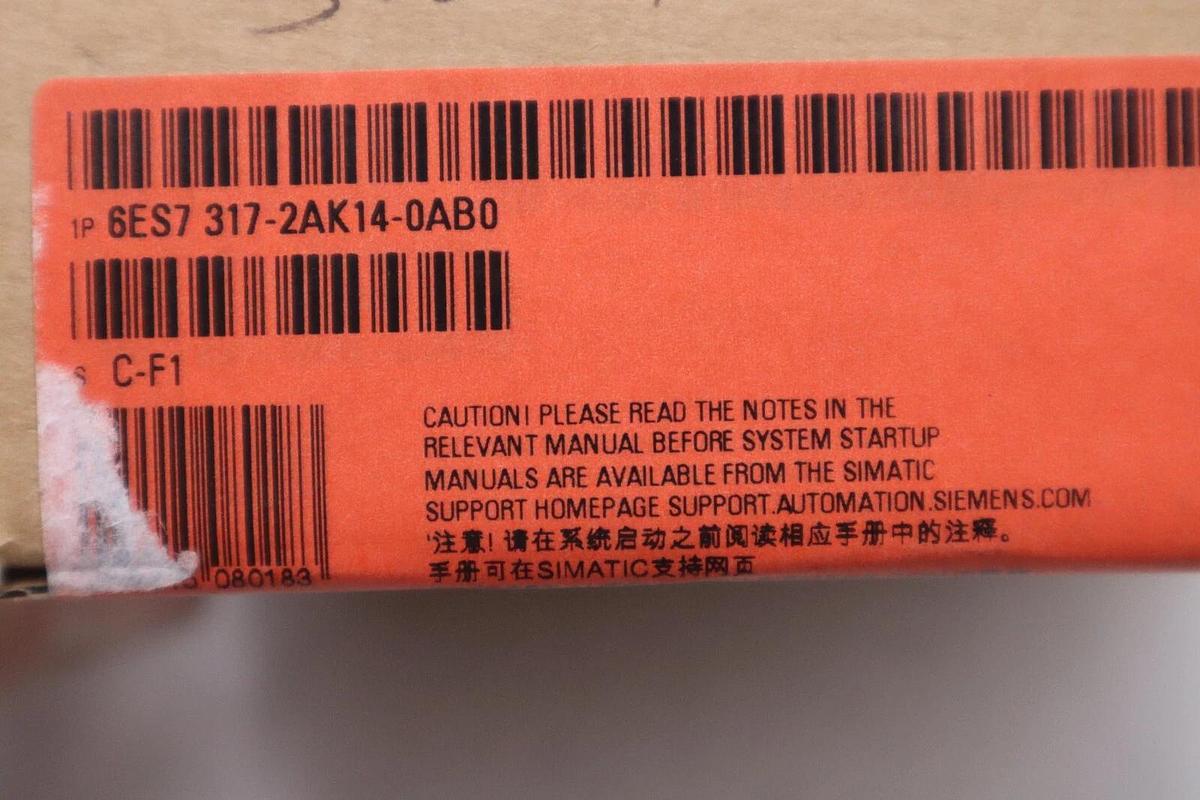 1P 6ES7 317-2AK14-0AB0
S C-F1
CAUTION! PLEASE READ THE NOTES IN THE
RELEVANT MANUAL BEFORE SYSTEM STARTUP
MANUALS ARE AVAILABLE FROM THE SIMATIC
SUPPORT HOMEPAGE SUPPORT.AUTOMATION.SIEMENS.COM
'注意! 请在系统启动之前阅读相应手册中的注释。
手册可在SIMATIC支持网页
080183